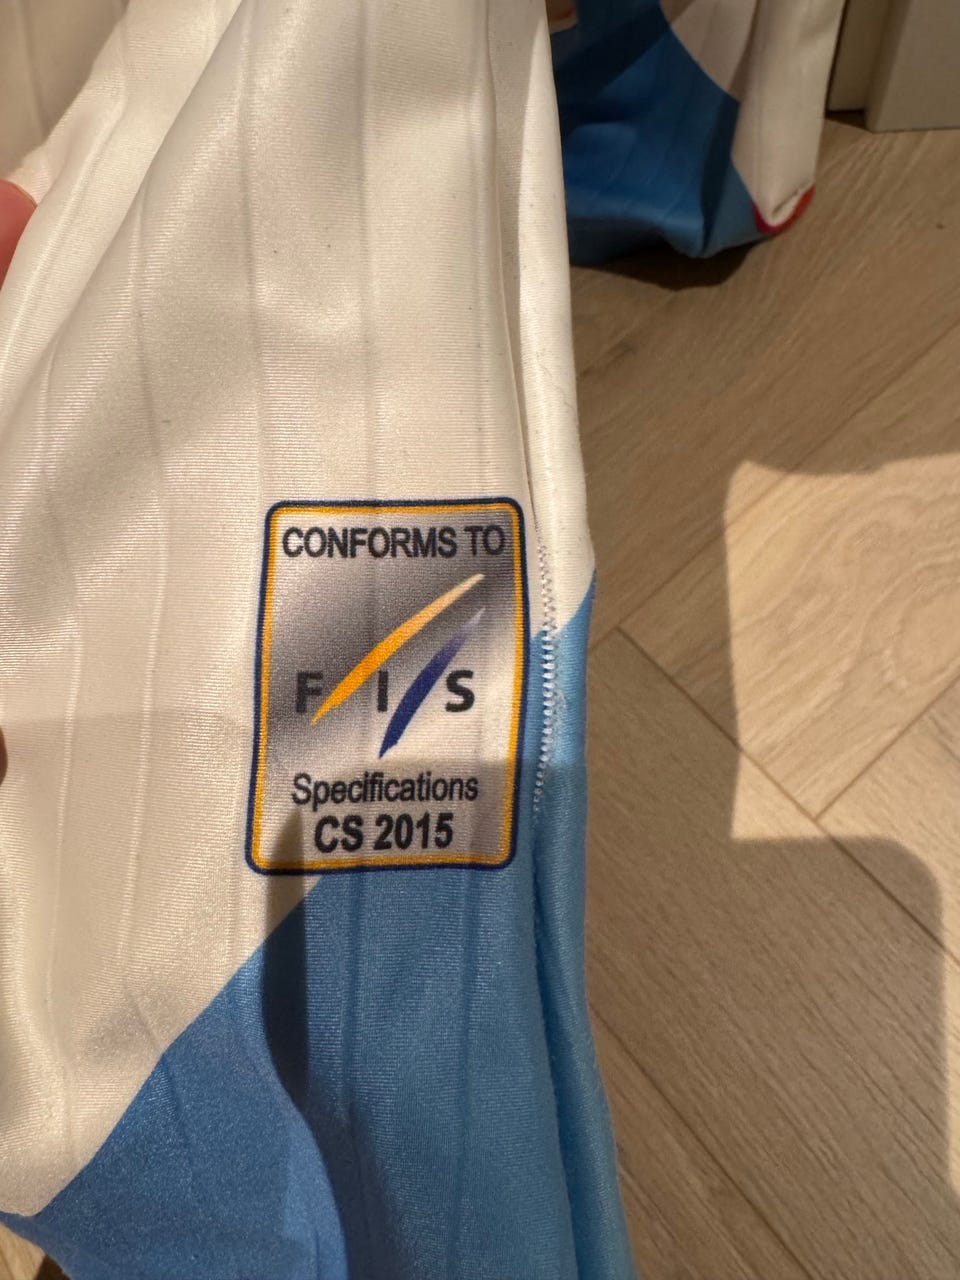 CONFORMS TO
F I S
Specifications
CS 2015